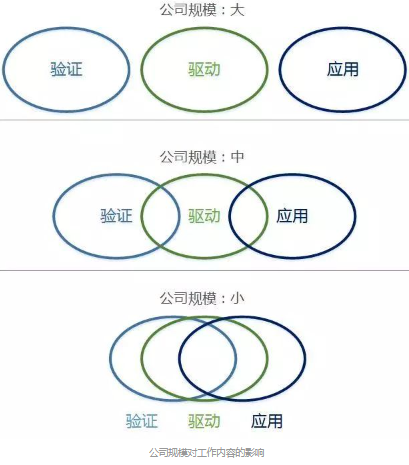 公司规模：大
验证 驱动 应用
公司规模：中
验证 驱动 应用
公司规模：小
验证 驱动 应用
公司规模对工作内容的影响